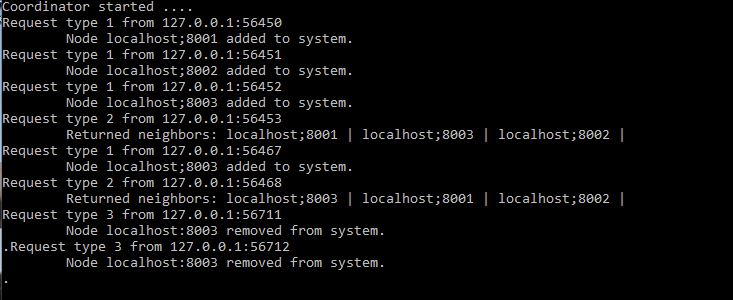 Coordinator started ....
Request type 1 from 127.0.0.1:56450
        Node localhost;8001 added to system.
Request type 1 from 127.0.0.1:56451
        Node localhost;8002 added to system.
Request type 1 from 127.0.0.1:56452
        Node localhost;8003 added to system.
Request type 2 from 127.0.0.1:56453
        Returned neighbors: localhost;8001 | localhost;8003 | localhost;8002 |
Request type 1 from 127.0.0.1:56467
        Node localhost;8003 added to system.
Request type 2 from 127.0.0.1:56468
        Returned neighbors: localhost;8003 | localhost;8001 | localhost;8002 |
Request type 3 from 127.0.0.1:56711
        Node localhost:8003 removed from system.
.Request type 3 from 127.0.0.1:56712
        Node localhost:8003 removed from system.
.